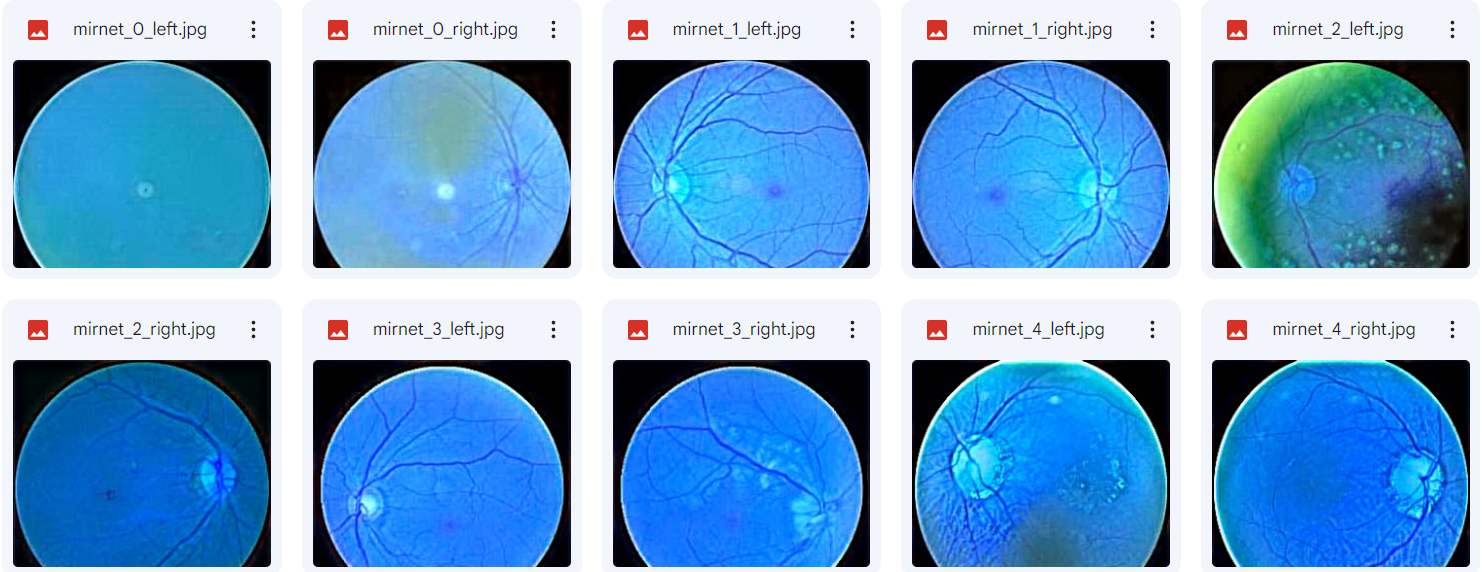 mirnet_0_left.jpg
mirnet_0_right.jpg
mirnet_1_left.jpg
mirnet_1_right.jpg
mirnet_2_left.jpg
mirnet_2_right.jpg
mirnet_3_left.jpg
mirnet_3_right.jpg
mirnet_4_left.jpg
mirnet_4_right.jpg